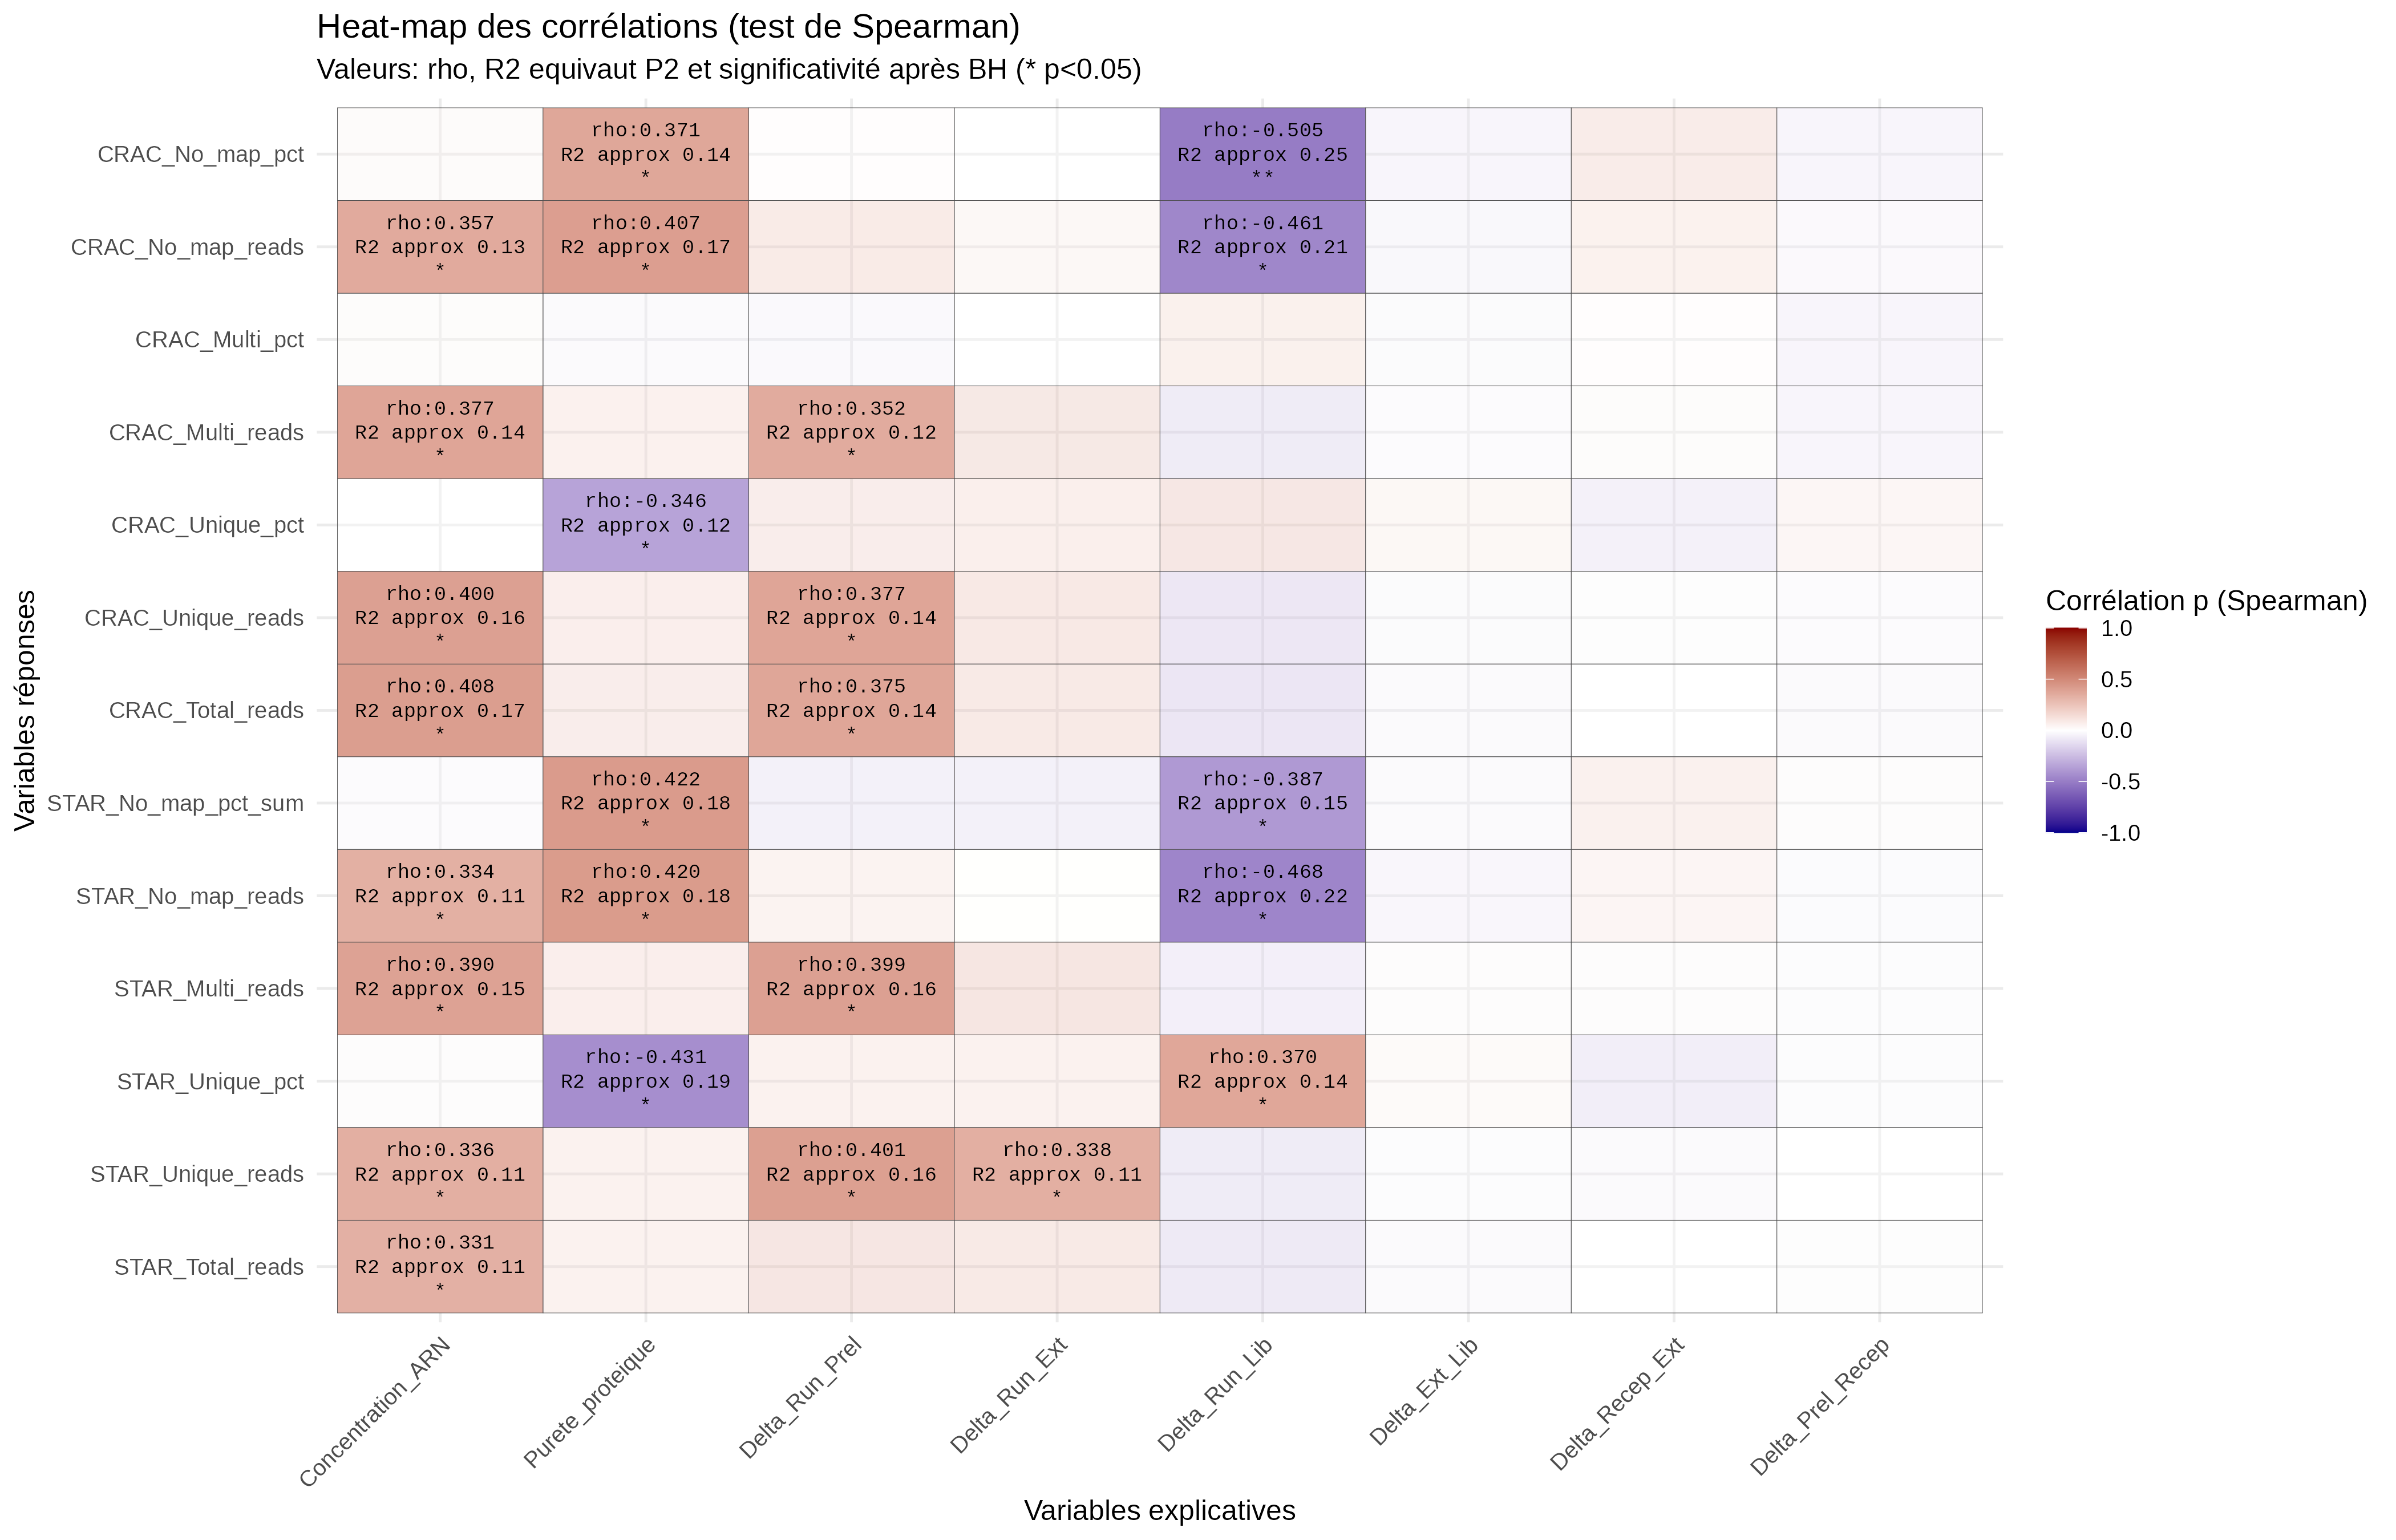 Heat-map des corrélations (test de Spearman)
Valeurs: rho, R2 equivaut P2 et significativité après BH (* p<0.05)
Variables réponses
CRAC_No_map_pct
rho:0.371
R2 approx 0.14
*
rho:-0.505
R2 approx 0.25
**
CRAC_No_map_reads
rho:0.357
R2 approx 0.13
*
rho:0.407
R2 approx 0.17
*
rho:-0.461
R2 approx 0.21
*
CRAC_Multi_pct
CRAC_Multi_reads
rho:0.377
R2 approx 0.14
*
rho:0.352
R2 approx 0.12
*
CRAC_Unique_pct
rho:-0.346
R2 approx 0.12
*
CRAC_Unique_reads
rho:0.400
R2 approx 0.16
*
rho:0.377
R2 approx 0.14
*
CRAC_Total_reads
rho:0.408
R2 approx 0.17
*
rho:0.375
R2 approx 0.14
*
STAR_No_map_pct_sum
rho:0.422
R2 approx 0.18
*
rho:-0.387
R2 approx 0.15
*
STAR_No_map_reads
rho:0.334
R2 approx 0.11
*
rho:0.420
R2 approx 0.18
*
rho:-0.468
R2 approx 0.22
*
STAR_Multi_reads
rho:0.390
R2 approx 0.15
*
rho:0.399
R2 approx 0.16
*
STAR_Unique_pct
rho:-0.431
R2 approx 0.19
*
rho:0.370
R2 approx 0.14
*
STAR_Unique_reads
rho:0.336
R2 approx 0.11
*
rho:0.401
R2 approx 0.16
*
rho:0.338
R2 approx 0.11
*
STAR_Total_reads
rho:0.331
R2 approx 0.11
*
Concentration_ARN
Purete_proteique
Delta_Run_Prel
Delta_Run_Ext
Delta_Run_Lib
Delta_Ext_Lib
Delta_Recep_Ext
Delta_Prel_Recep
Variables explicatives
Corrélation p (Spearman)
1.0
0.5
0.0
-0.5
-1.0